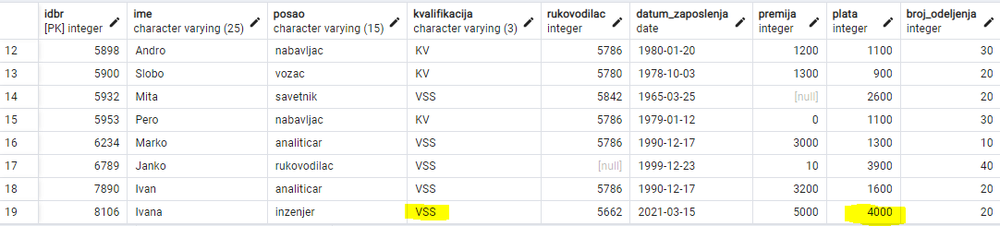 idbr ime posao kvalifikacija rukovodilac datum_zaposlenja premija plata broj_odeljenja
[PK] integer character varying (25) character varying (15) character varying (3) integer date integer integer integer
12 5898 Andro nabavljac KV 5786 1980-01-20 1200 1100 30
13 5900 Slobo vozac KV 5780 1978-10-03 1300 900 20
14 5932 Mita savetnik VSS 5842 1965-03-25 [null] 2600 20
15 5953 Pero nabavljac KV 5786 1979-01-12 0 1100 30
16 6234 Marko analiticar VSS 5786 1990-12-17 3000 1300 10
17 6789 Janko rukovodilac VSS [null] 1999-12-23 10 3900 40
18 7890 Ivan analiticar VSS 5786 1990-12-17 3200 1600 20
19 8106 Ivana inzenjer VSS 5662 2021-03-15 5000 4000 20